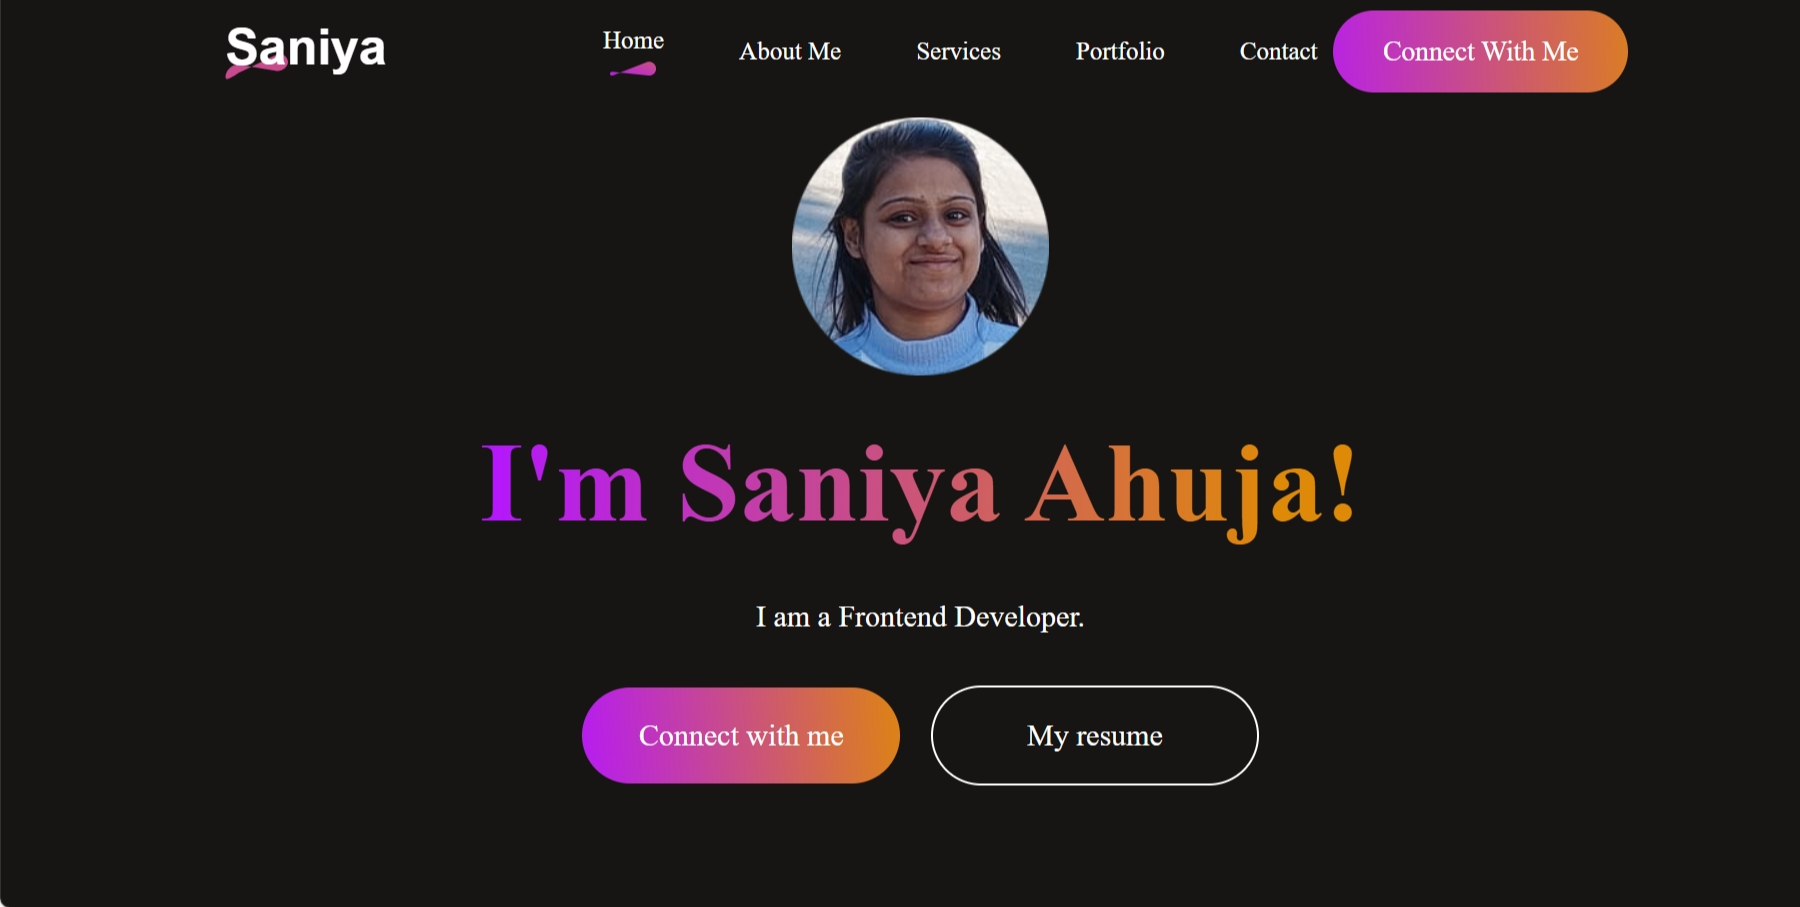 Saniya
Home
About Me
Services
Portfolio
Contact
Connect With Me
I'm Saniya Ahuja!
I am a Frontend Developer.
Connect with me
My resume